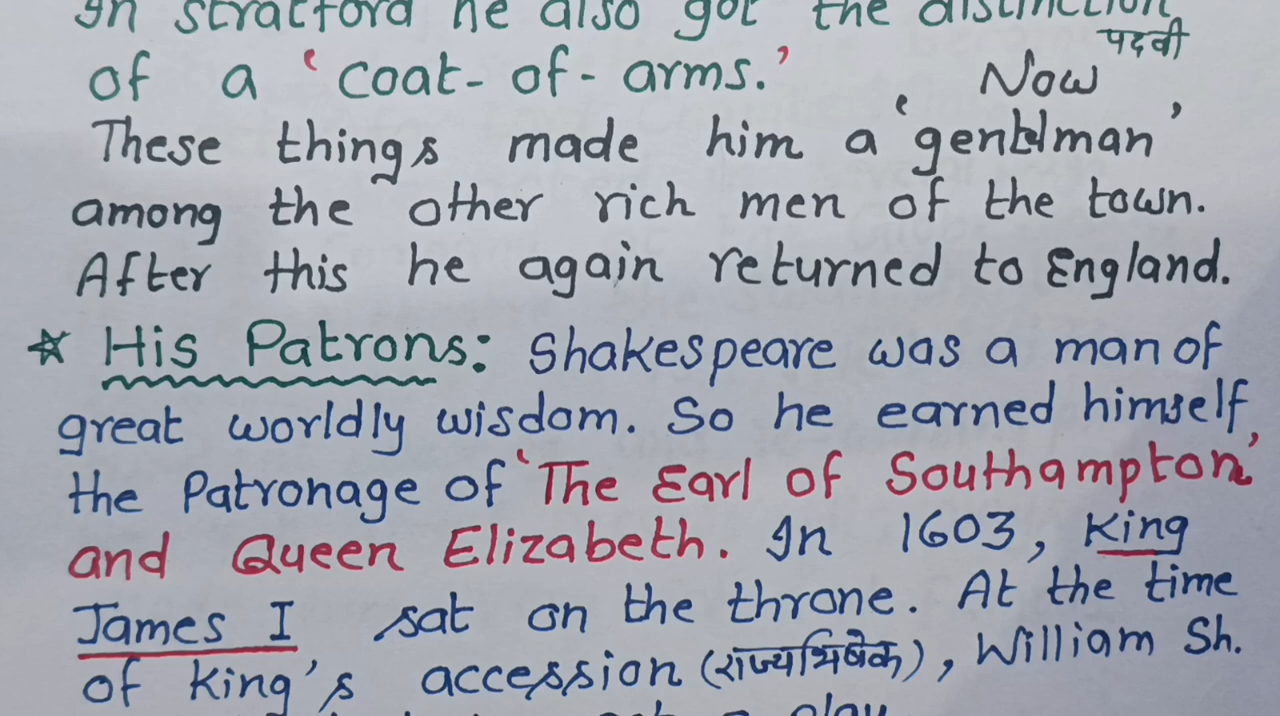 In Stratford he also got the distinction
पदवी
of a 'coat-of-arms.' Now
These things made him a 'gentlman'
among the other rich men of the town.
After this he again returned to England.
☆ His Patrons: Shakespeare was a man of
great worldly wisdom. So he earned himself
the Patronage of 'The Earl of Southampton'
and Queen Elizabeth. In 1603, King
James I sat on the throne. At the time
of King's accession (राज्यभिषेक), William Sh.
a play